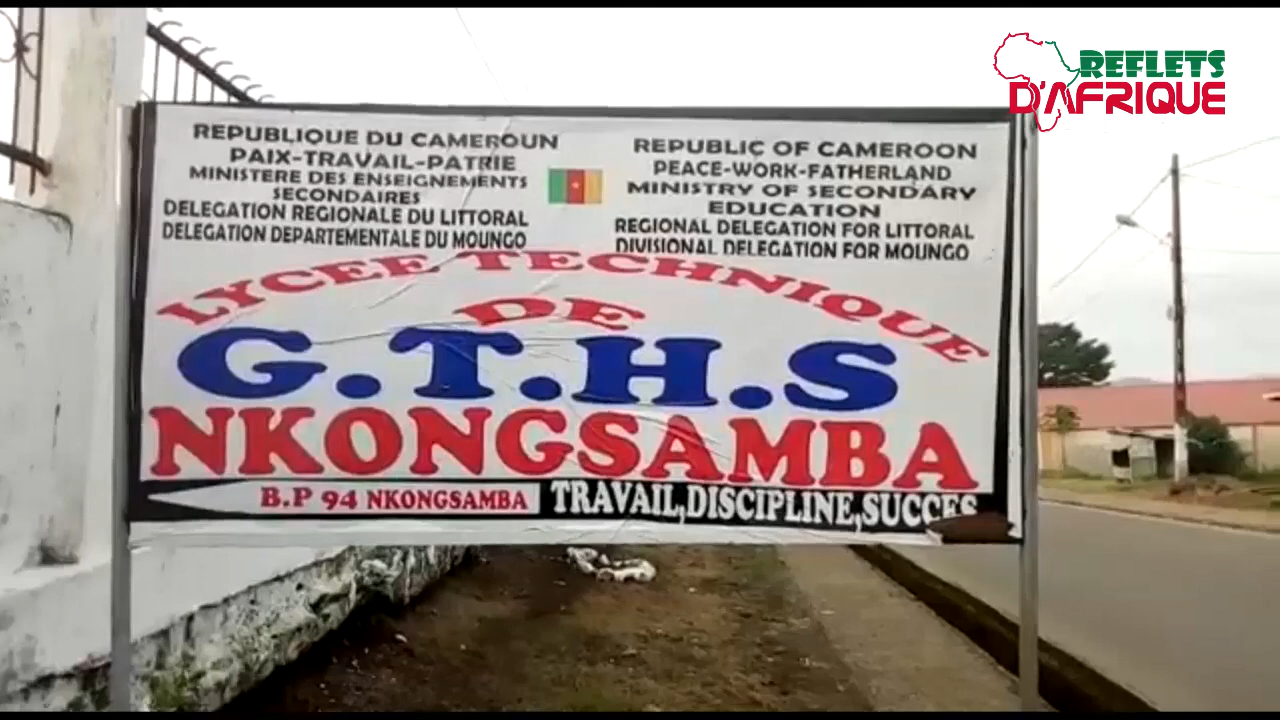 REFLETS
D'AFRIQUE
REPUBLIQUE DU CAMEROUN
PAIX-TRAVAIL-PATRIE
MINISTERE DES ENSEIGNEMENTS
SECONDAIRES
DELEGATION REGIONALE DU LITTORAL
DELEGATION DEPARTEMENTALE DU MOUNGO
REPUBLIC OF CAMEROON
PEACE-WORK-FATHERLAND
MINISTRY OF SECONDARY
EDUCATION
REGIONAL DELEGATION FOR LITTORAL
DIVISIONAL DELEGATION FOR MOUNGO
LYCEE TECHNIQUE
DE
G.T.H.S
NKONGSAMBA
B.P 94 NKONGSAMBA
TRAVAIL,DISCIPLINE,SUCCES